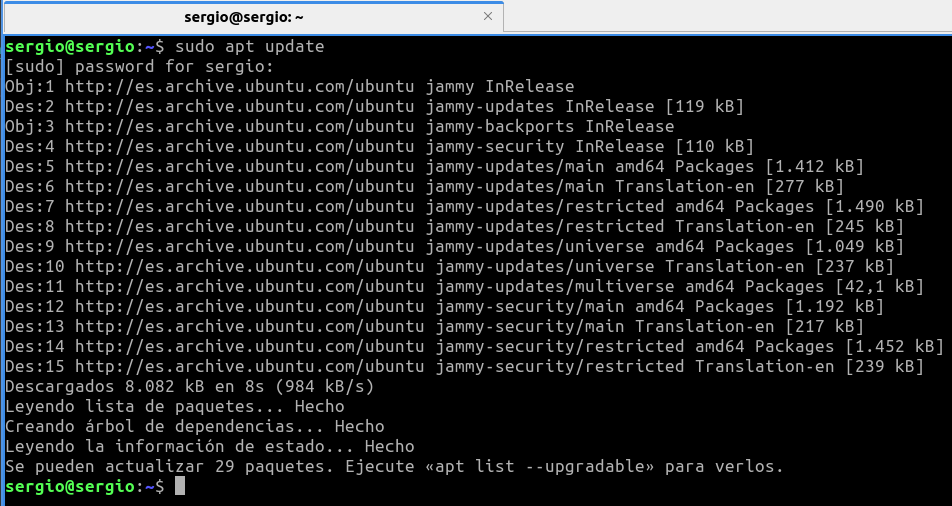 sergio@sergio: ~ ×
sergio@sergio:~$ sudo apt update
[sudo] password for sergio:
Obj:1 http://es.archive.ubuntu.com/ubuntu jammy InRelease
Des:2 http://es.archive.ubuntu.com/ubuntu jammy-updates InRelease [119 kB]
Obj:3 http://es.archive.ubuntu.com/ubuntu jammy-backports InRelease
Des:4 http://es.archive.ubuntu.com/ubuntu jammy-security InRelease [110 kB]
Des:5 http://es.archive.ubuntu.com/ubuntu jammy-updates/main amd64 Packages [1.412 kB]
Des:6 http://es.archive.ubuntu.com/ubuntu jammy-updates/main Translation-en [277 kB]
Des:7 http://es.archive.ubuntu.com/ubuntu jammy-updates/restricted amd64 Packages [1.490 kB]
Des:8 http://es.archive.ubuntu.com/ubuntu jammy-updates/restricted Translation-en [245 kB]
Des:9 http://es.archive.ubuntu.com/ubuntu jammy-updates/universe amd64 Packages [1.049 kB]
Des:10 http://es.archive.ubuntu.com/ubuntu jammy-updates/universe Translation-en [237 kB]
Des:11 http://es.archive.ubuntu.com/ubuntu jammy-updates/multiverse amd64 Packages [42,1 kB]
Des:12 http://es.archive.ubuntu.com/ubuntu jammy-security/main amd64 Packages [1.192 kB]
Des:13 http://es.archive.ubuntu.com/ubuntu jammy-security/main Translation-en [217 kB]
Des:14 http://es.archive.ubuntu.com/ubuntu jammy-security/restricted amd64 Packages [1.452 kB]
Des:15 http://es.archive.ubuntu.com/ubuntu jammy-security/restricted Translation-en [239 kB]
Descargados 8.082 kB en 8s (984 kB/s)
Leyendo lista de paquetes... Hecho
Creando árbol de dependencias... Hecho
Leyendo la información de estado... Hecho
Se pueden actualizar 29 paquetes. Ejecute «apt list --upgradable» para verlos.
sergio@sergio:~$